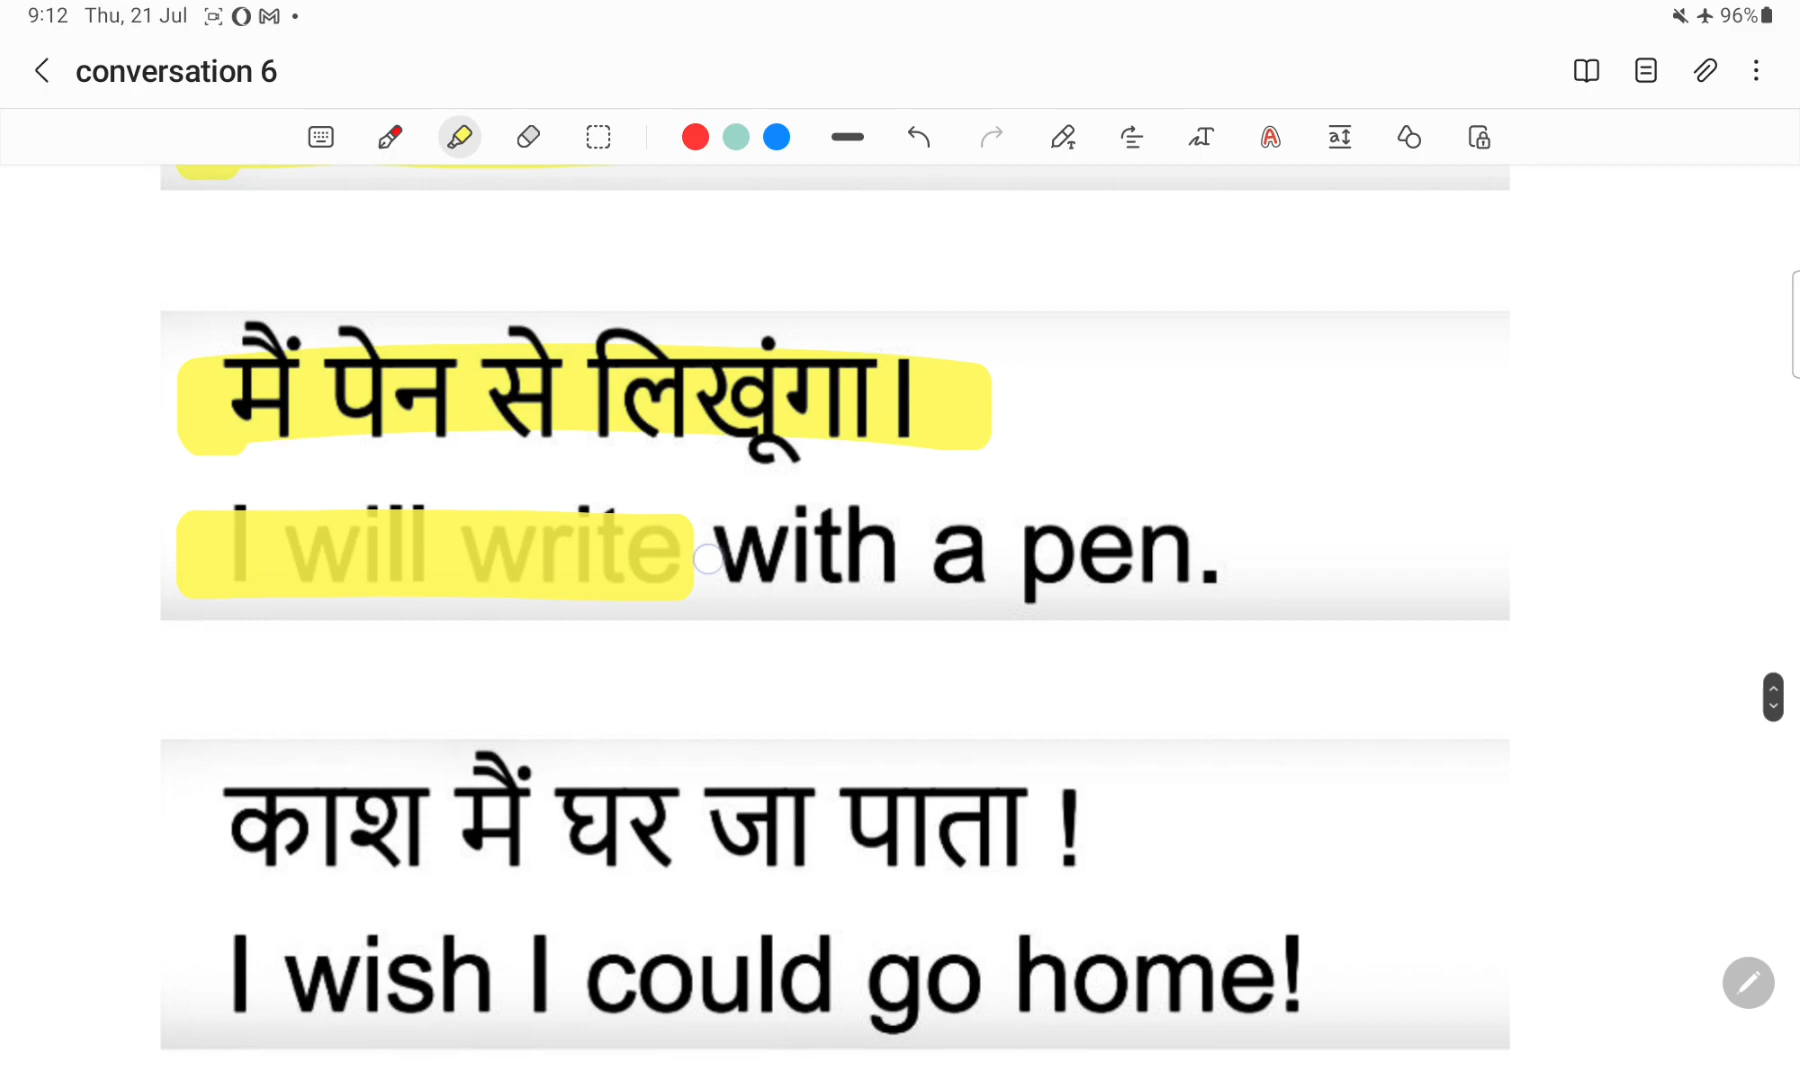 9:12 Thu, 21 Jul 96%
conversation 6
मैं पेन से लिखूंगा।
I will write with a pen.
काश मैं घर जा पाता !
I wish I could go home!